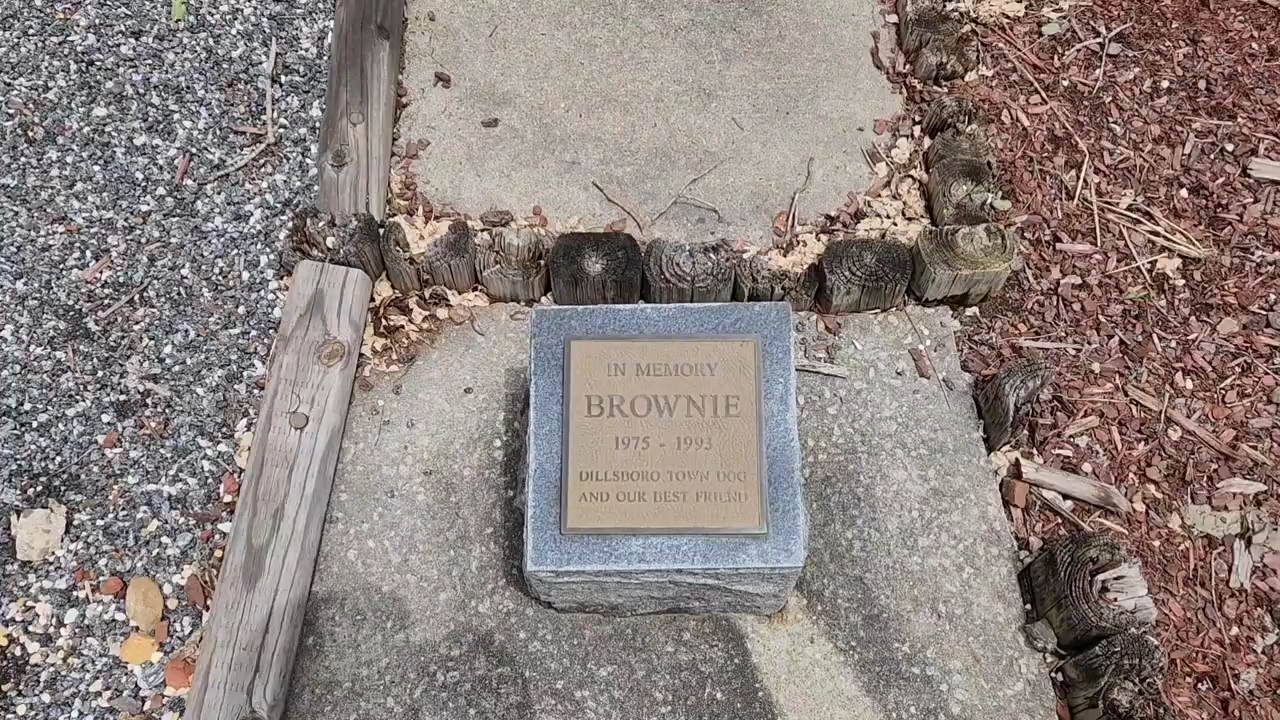 IN MEMORY
BROWNIE
1975 - 1993
DILLSBORO TOWN DOG
AND OUR BEST FRIEND